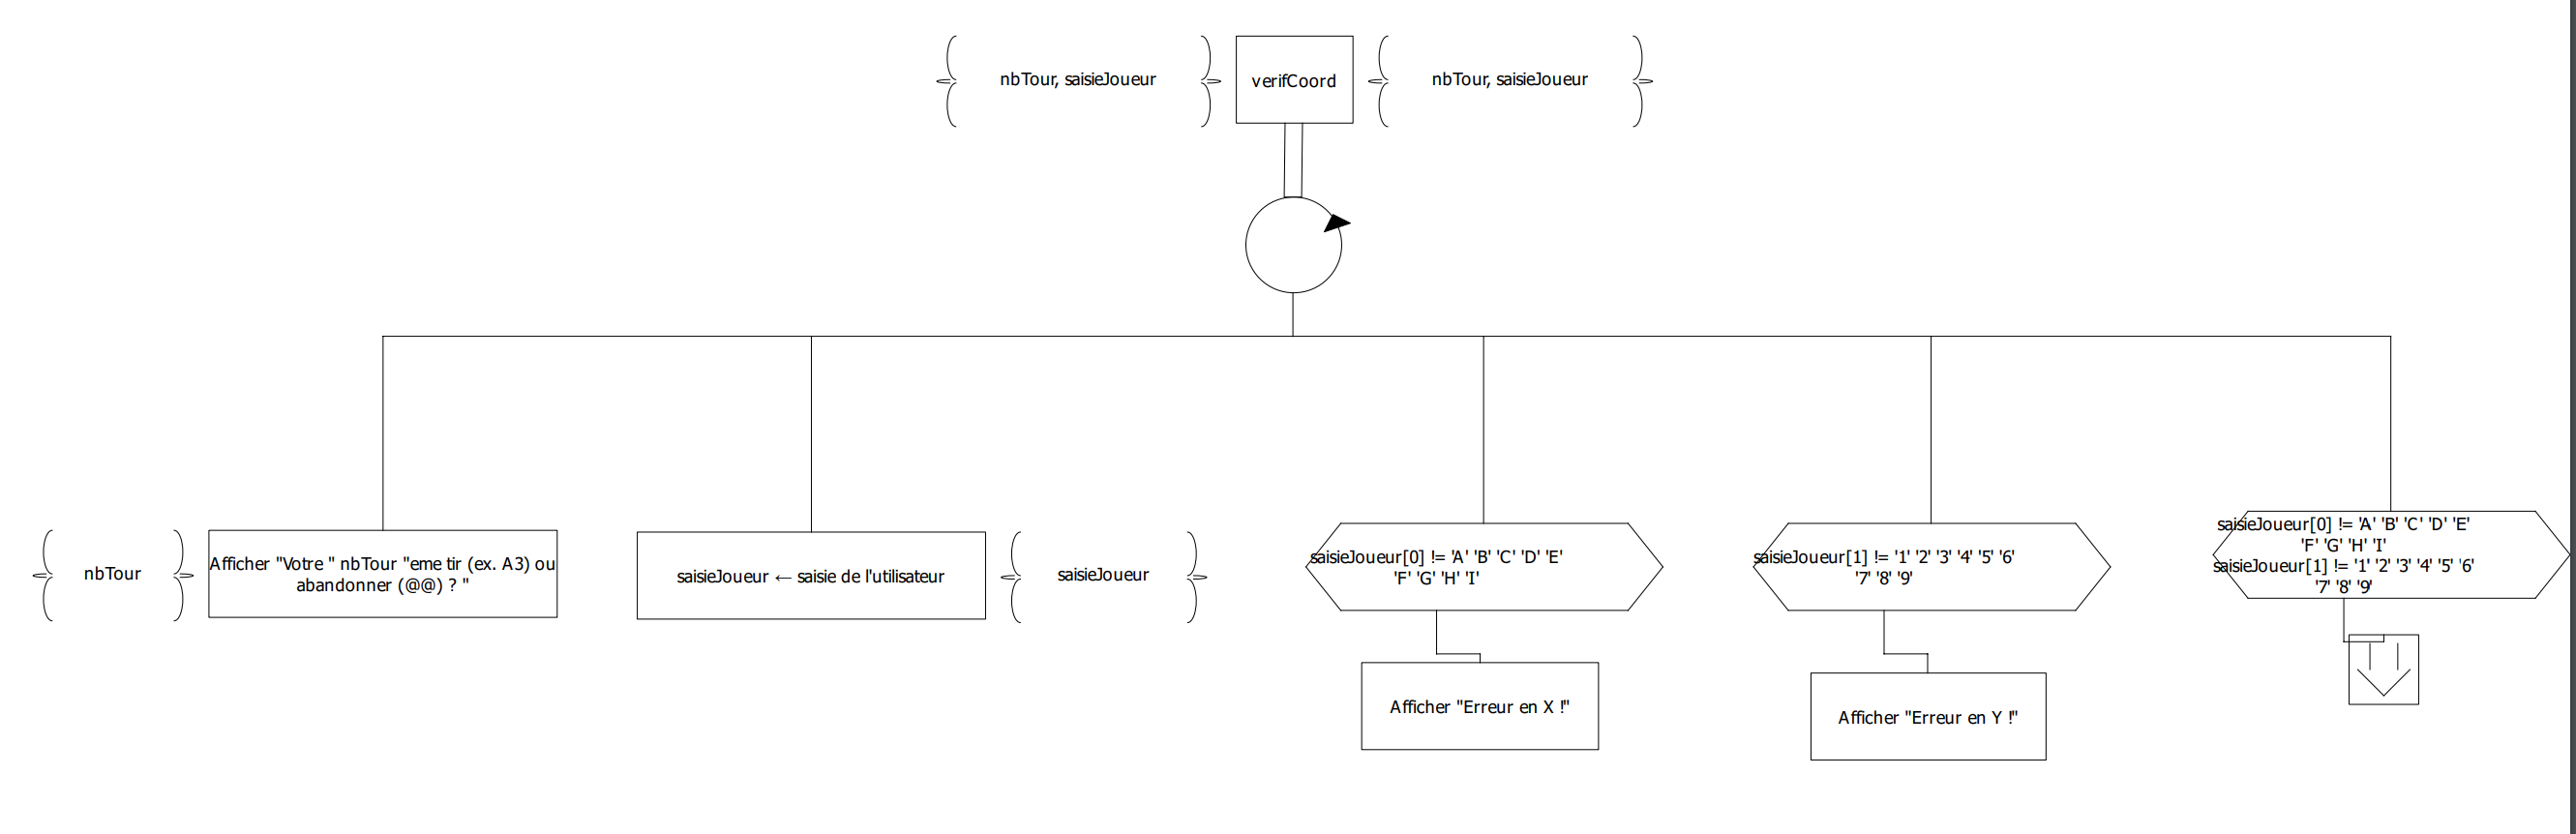 nbTour, saisieJoueur
verifCoord
nbTour, saisieJoueur
nbTour
Afficher "Votre " nbTour "eme tir (ex. A3) ou
abandonner (@@) ? "
saisieJoueur ← saisie de l'utilisateur
saisieJoueur
saisieJoueur[0] != 'A' 'B' 'C' 'D' 'E'
'F' 'G' 'H' 'I'
Afficher "Erreur en X !"
saisieJoueur[1] != '1' '2' '3' '4' '5' '6'
'7' '8' '9'
Afficher "Erreur en Y !"
saisieJoueur[0] != 'A' 'B' 'C' 'D' 'E'
'F' 'G' 'H' 'I'
saisieJoueur[1] != '1' '2' '3' '4' '5' '6'
'7' '8' '9'